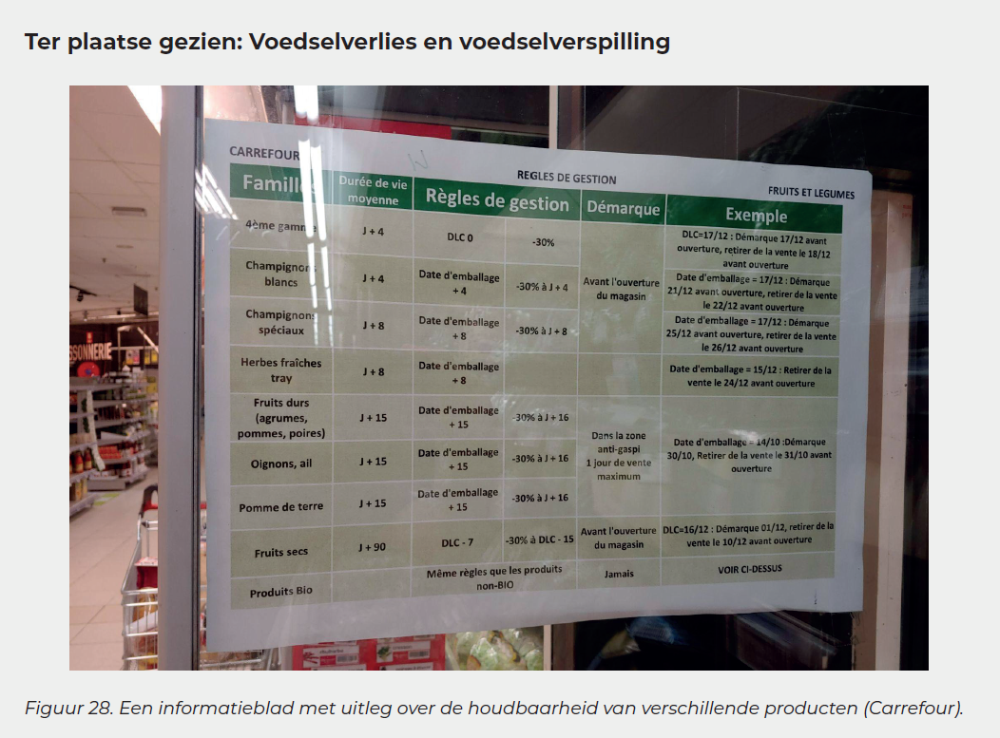 Ter plaatse gezien: Voedselverlies en voedselverspilling
CARREFOUR
REGLES DE GESTION
FRUITS ET LEGUMES
Famille
Durée de vie
moyenne
Règles de gestion
Démarque
Exemple
4ème gamme
J + 4
DLC 0
-30%
Avant l'ouverture
du magasin
DLC=17/12 : Démarque 17/12 avant
ouverture, retirer de la vente le 18/12
avant ouverture
Champignons
blancs
J + 4
Date d'emballage
+ 4
-30% à J + 4
Date d'emballage = 17/12 : Démarque
21/12 avant ouverture, retirer de la vente
le 22/12 avant ouverture
Champignons
spéciaux
J + 8
Date d'emballage
+ 8
-30% à J + 8
Date d'emballage = 17/12 : Démarque
25/12 avant ouverture, retirer de la vente
le 26/12 avant ouverture
Herbes fraîches
tray
J + 8
Date d'emballage
+ 8
Date d'emballage = 15/12 : Retirer de la
vente le 24/12 avant ouverture
Fruits durs
(agrumes,
pommes, poires)
J + 15
Date d'emballage
+ 15
-30% à J + 16
Dans la zone
anti-gaspi
1 jour de vente
maximum
Date d'emballage = 14/10 :Démarque
30/10, Retirer de la vente le 31/10 avant
ouverture
Oignons, ail
J + 15
Date d'emballage
+ 15
-30% à J + 16
Pomme de terre
J + 15
Date d'emballage
+ 15
-30% à J + 16
Fruits secs
J + 90
DLC - 7
-30% à DLC - 15
Avant l'ouverture
du magasin
DLC=16/12 : Démarque 01/12, retirer de la
vente le 10/12 avant ouverture
Produits Bio
Même règles que les produits
non-BIO
Jamais
VOIR CI-DESSUS
SSONNERIE
Figuur 28. Een informatieblad met uitleg over de houdbaarheid van verschillende producten (Carrefour).